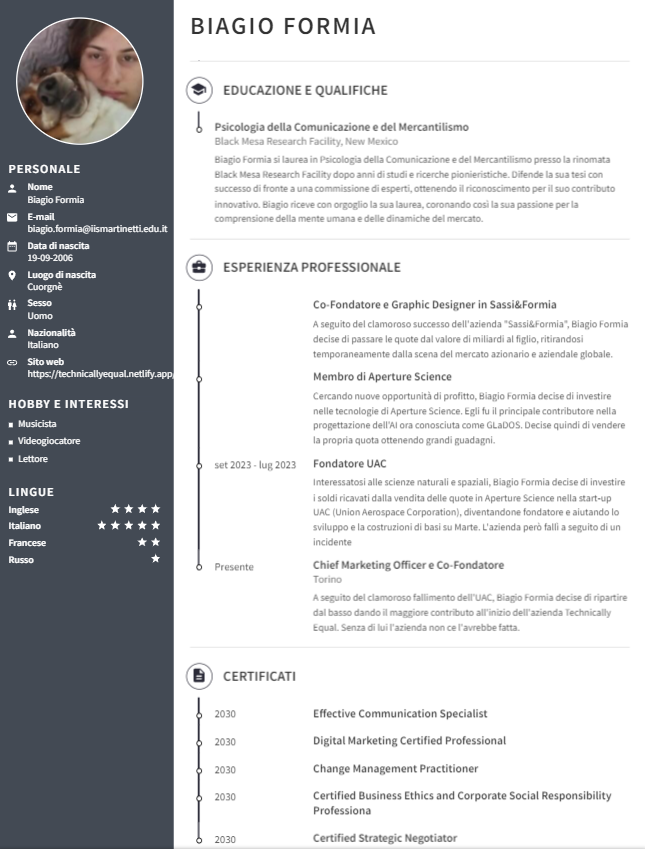 BIAGIO FORMIA
PERSONALE
Nome
Biagio Formia
E-mail
biagio.formia@iismartinetti.edu.it
Data di nascita
19-09-2006
Luogo di nascita
Cuorgnè
Sesso
Uomo
Nazionalità
Italiano
Sito web
https://technicallyequal.netlify.app/
HOBBY E INTERESSI
Musicista
Videogiocatore
Lettore
LINGUE
Inglese
Italiano
Francese
Russo
EDUCAZIONE E QUALIFICHE
Psicologia della Comunicazione e del Mercantilismo
Black Mesa Research Facility, New Mexico
Biagio Formia si laurea in Psicologia della Comunicazione e del Mercantilismo presso la rinomata
Black Mesa Research Facility dopo anni di studi e ricerche pionieristiche. Difende la sua tesi con
successo di fronte a una commissione di esperti, ottenendo il riconoscimento per il suo contributo
innovativo. Biagio riceve con orgoglio la sua laurea, coronando così la sua passione per la
comprensione della mente umana e delle dinamiche del mercato.
ESPERIENZA PROFESSIONALE
Co-Fondatore e Graphic Designer in Sassi&Formia
A seguito del clamoroso successo dell'azienda "Sassi&Formia", Biagio Formia
decise di passare le quote dal valore di miliardi al figlio, ritirandosi
temporaneamente dalla scena del mercato azionario e aziendale globale.
Membro di Aperture Science
Cercando nuove opportunità di profitto, Biagio Formia decise di investire
nelle tecnologie di Aperture Science. Egli fu il principale contributore nella
progettazione dell'AI ora conosciuta come GLaDOS. Decise quindi di vendere
la propria quota ottenendo grandi guadagni.
set 2023 - lug 2023 Fondatore UAC
Interessatosi alle scienze naturali e spaziali, Biagio Formia decise di investire
i soldi ricavati dalla vendita delle quote in Aperture Science nella start-up
UAC (Union Aerospace Corporation), diventandone fondatore e aiutando lo
sviluppo e la costruzioni di basi su Marte. L'azienda però fallì a seguito di un
incidente
Presente Chief Marketing Officer e Co-Fondatore
Torino
A seguito del clamoroso fallimento dell'UAC, Biagio Formia decise di ripartire
dal basso dando il maggiore contributo all'inizio dell'azienda Technically
Equal. Senza di lui l'azienda non ce l'avrebbe fatta.
CERTIFICATI
2030 Effective Communication Specialist
2030 Digital Marketing Certified Professional
2030 Change Management Practitioner
2030 Certified Business Ethics and Corporate Social Responsibility
Professiona
2030 Certified Strategic Negotiator